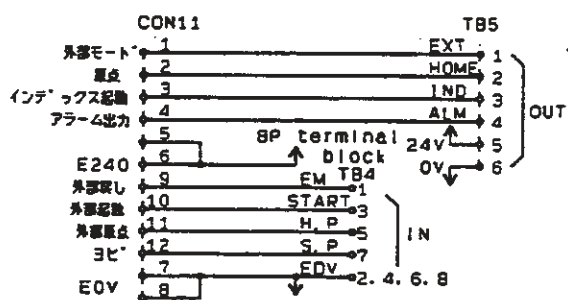 CON11 TB5
外部モード 1 EXT 1
原点 2 HOME 2
インデックス起動 3 IND 3
アラーム出力 4 ALM 4
OUT
5 8P terminal block 24V 5
E240 6 0V 6
TB4
外部戻し 9 EM 1
外部起動 10 START 3
外部原点 11 H.P 5
IN
ヨビ 12 S.P 7
7 EDV 2.4.6.8
E0V 8